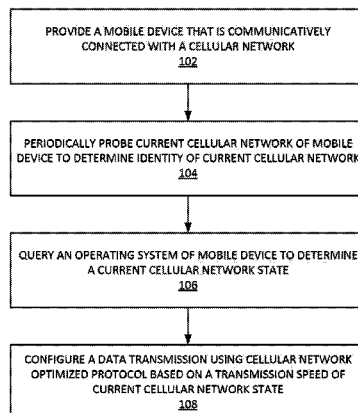 PROVIDE A MOBILE DEVICE THAT IS COMMUNICATIVELY
CONNECTED WITH A CELLULAR NETWORK
102
PERIODICALLY PROBE CURRENT CELLULAR NETWORK OF MOBILE
DEVICE TO DETERMINE IDENTITY OF CURRENT CELLULAR NETWORK
104
QUERY AN OPERATING SYSTEM OF MOBILE DEVICE TO DETERMINE
A CURRENT CELLULAR NETWORK STATE
106
CONFIGURE A DATA TRANSMISSION USING CELLULAR NETWORK
OPTIMIZED PROTOCOL BASED ON A TRANSMISSION SPEED OF
CURRENT CELLULAR NETWORK STATE
108